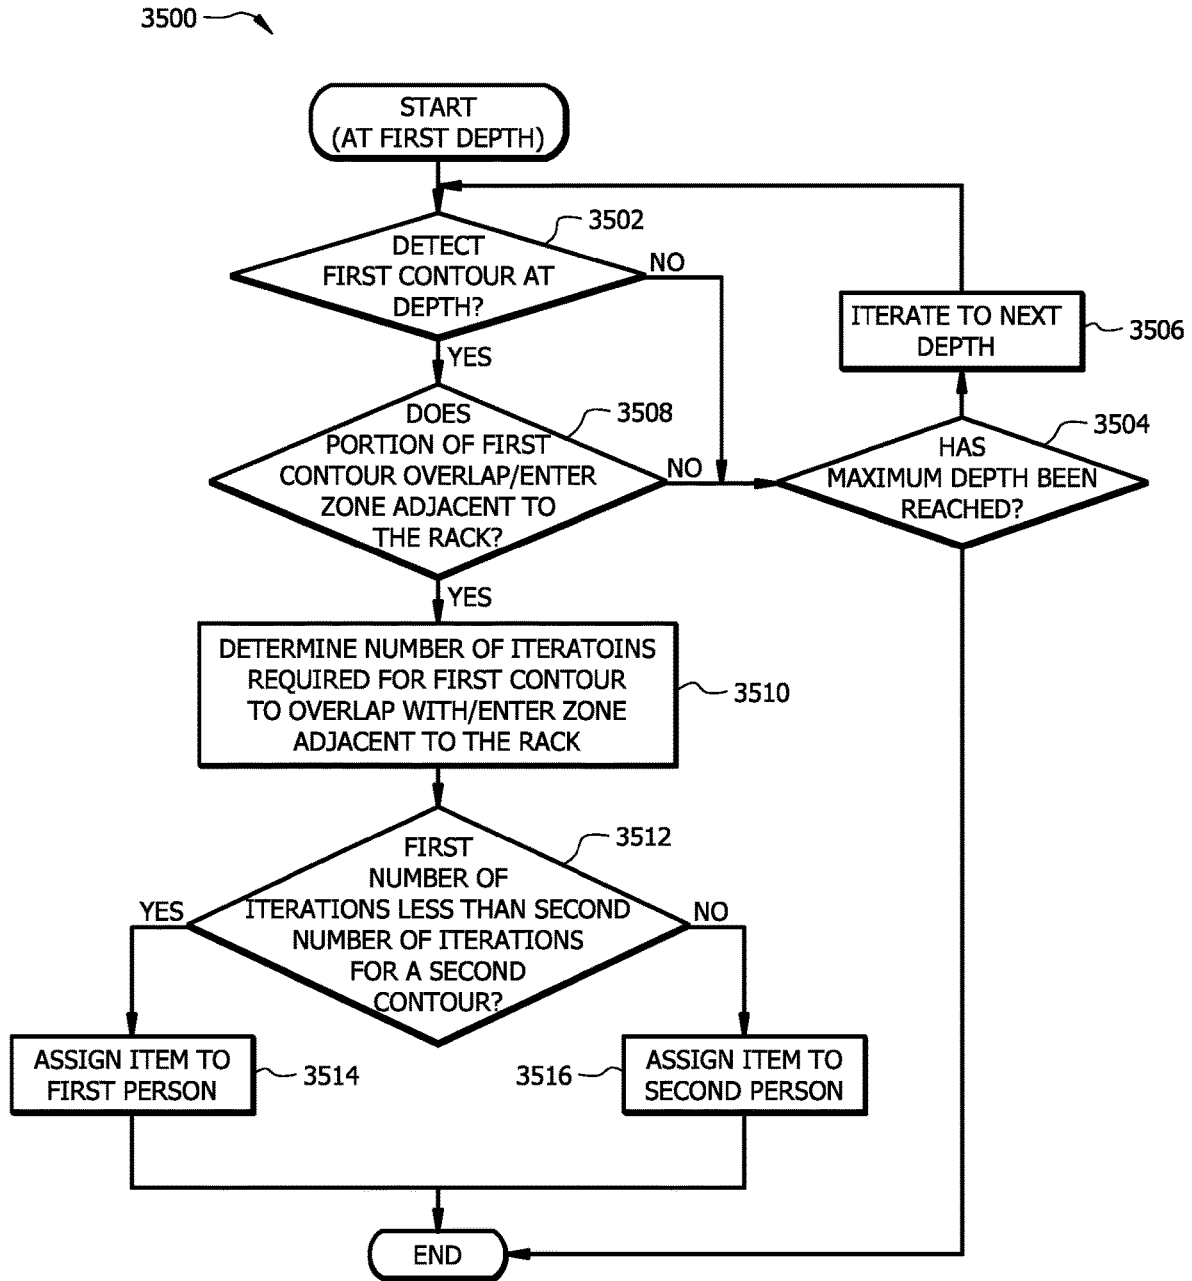 3500
START
(AT FIRST DEPTH)
3502
DETECT
FIRST CONTOUR AT
DEPTH?
NO
YES
ITERATE TO NEXT
DEPTH
3506
DOES
PORTION OF FIRST
CONTOUR OVERLAP/ENTER
ZONE ADJACENT TO
THE RACK?
3508
NO
YES
HAS
MAXIMUM DEPTH BEEN
REACHED?
3504
DETERMINE NUMBER OF ITERATOINS
REQUIRED FOR FIRST CONTOUR
TO OVERLAP WITH/ENTER ZONE
ADJACENT TO THE RACK
3510
FIRST
NUMBER OF
ITERATIONS LESS THAN SECOND
NUMBER OF ITERATIONS
FOR A SECOND
CONTOUR?
3512
YES
NO
ASSIGN ITEM TO
FIRST PERSON
3514
3516
ASSIGN ITEM TO
SECOND PERSON
END